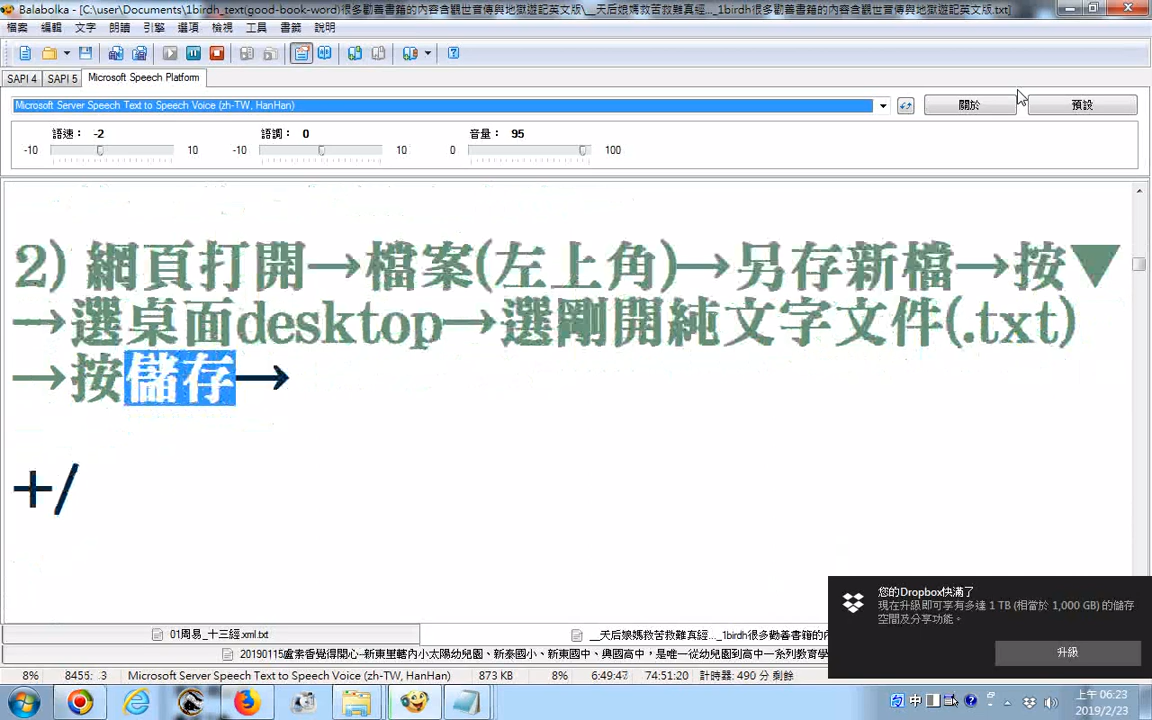 Balabolka - [C:\user\Documents\1birdh_text(good-book-word)很多勸善書籍的內容含觀世音傳與地獄遊記英文版\__天后娘媽救苦救難真經..._1birdh很多勸善書籍的內容含觀世音傳與地獄遊記英文版.txt]
檔案 編輯 文字 朗讀 引擎 選項 檢視 工具 書籤 說明
SAPI 4 SAPI 5 Microsoft Speech Platform
Microsoft Server Speech Text to Speech Voice (zh-TW, HanHan) 關於 預設
語速： -2 語調： 0 音量： 95
-10 10 -10 10 0 100
2) 網頁打開→檔案(左上角)→另存新檔→按▼
→選桌面desktop→選剛開純文字文件(.txt)
→按儲存→
+/
您的Dropbox快滿了
現在升級即可享有多達 1 TB (相當於 1,000 GB) 的儲存
空間及分享功能。
升級
01周易_十三經.xml.txt __天后娘媽救苦救難真經..._1birdh很多勸善書籍的內
20190115盧素香覺得開心--新東里轄內小太陽幼兒園、新泰國小、新東國中、興國高中，是唯一從幼兒園到高中一系列教育學
8% 8455: 3 Microsoft Server Speech Text to Speech Voice (zh-TW, HanHan) 873 KB 8% 6:49:47 74:51:20 計時器: 490 分 剩餘
中 上午 06:23
2019/2/23